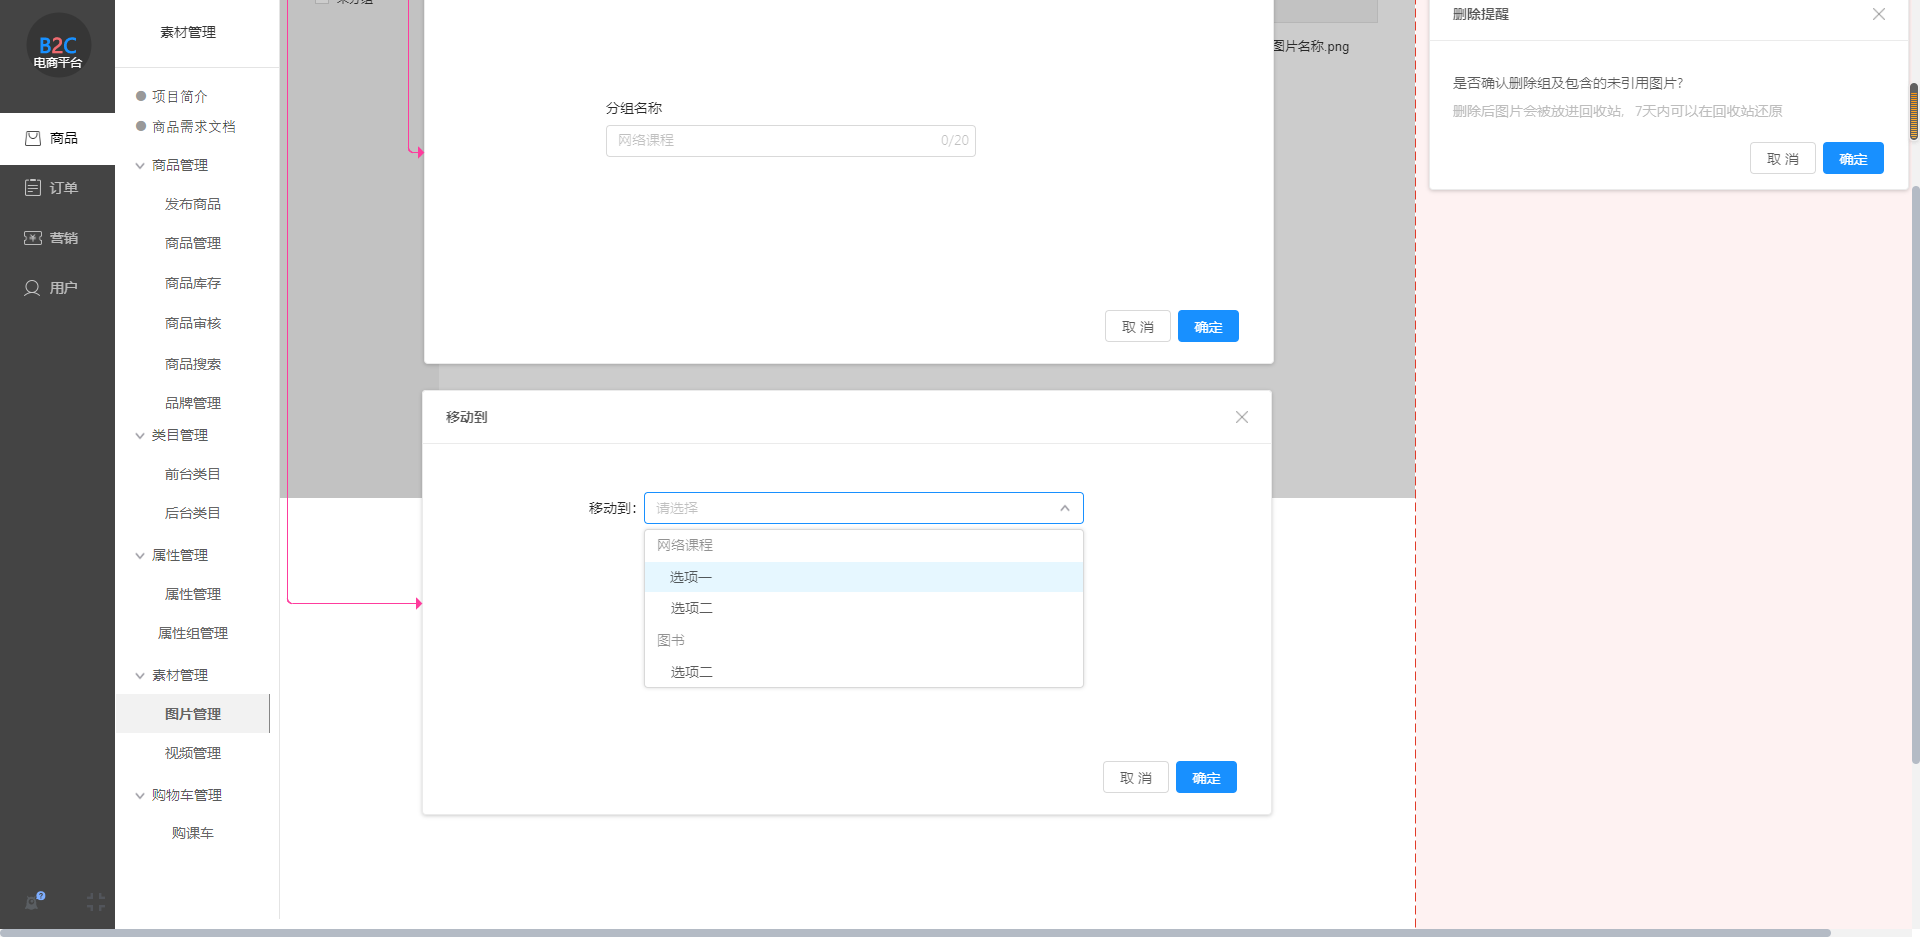 B2C
电商平台
商品
订单
营销
用户
素材管理
项目简介
商品需求文档
商品管理
发布商品
商品管理
商品库存
商品审核
商品搜索
品牌管理
类目管理
前台类目
后台类目
属性管理
属性管理
属性组管理
素材管理
图片管理
视频管理
购物车管理
购课车
分组名称
网络课程 0/20
取 消 确定
图片名称.png
移动到
移动到： 请选择
网络课程
选项一
选项二
图书
选项二
取 消 确定
删除提醒
是否确认删除组及包含的未引用图片?
删除后图片会被放进回收站，7天内可以在回收站还原
取 消 确定